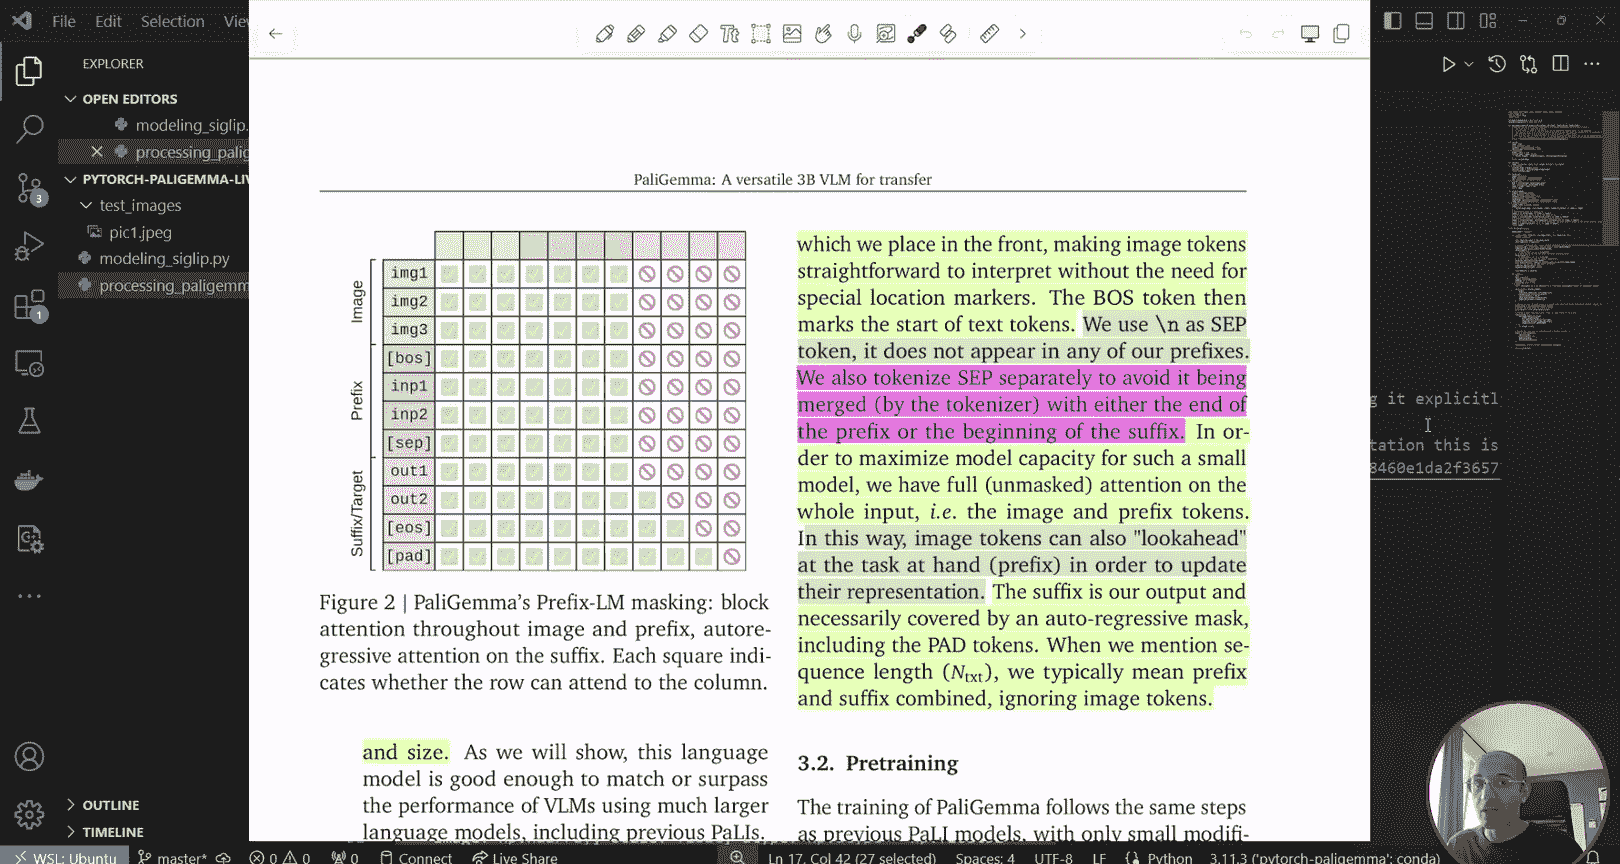 File Edit Selection
EXPLORER
OPEN EDITORS
modeling_siglip.
processing_palig
PYTORCH-PALIGEMMA-LIV
test_images
pic1.jpeg
modeling_siglip.py
processing_paligemm
3
1
OUTLINE
TIMELINE
Tt
PaliGemma: A versatile 3B VLM for transfer
Image
img1
img2
img3
Prefix
[bos]
inp1
inp2
[sep]
Suffix/Target
out1
out2
[eos]
[pad]
Figure 2 | PaliGemma's Prefix-LM masking: block
attention throughout image and prefix, autore-
gressive attention on the suffix. Each square indi-
cates whether the row can attend to the column.
and size. As we will show, this language
model is good enough to match or surpass
the performance of VLMs using much larger
language models, including previous PaLIs.
which we place in the front, making image tokens
straightforward to interpret without the need for
special location markers. The BOS token then
marks the start of text tokens. We use \n as SEP
token, it does not appear in any of our prefixes.
We also tokenize SEP separately to avoid it being
merged (by the tokenizer) with either the end of
the prefix or the beginning of the suffix. In or-
der to maximize model capacity for such a small
model, we have full (unmasked) attention on the
whole input, i.e. the image and prefix tokens.
In this way, image tokens can also "lookahead"
at the task at hand (prefix) in order to update
their representation. The suffix is our output and
necessarily covered by an auto-regressive mask,
including the PAD tokens. When we mention se-
quence length (Ntxt), we typically mean prefix
and suffix combined, ignoring image tokens.
3.2. Pretraining
The training of PaliGemma follows the same steps
as previous PaLI models, with only small modifi-
g it explicitl
tation this is
8460e1da2f3657
WSL: Ubuntu master* 0 0 0 Connect Live Share Ln 17, Col 42 (27 selected) Spaces: 4 UTF-8 LF Python 3.11.3 ('pytorch-paligemma': conda)